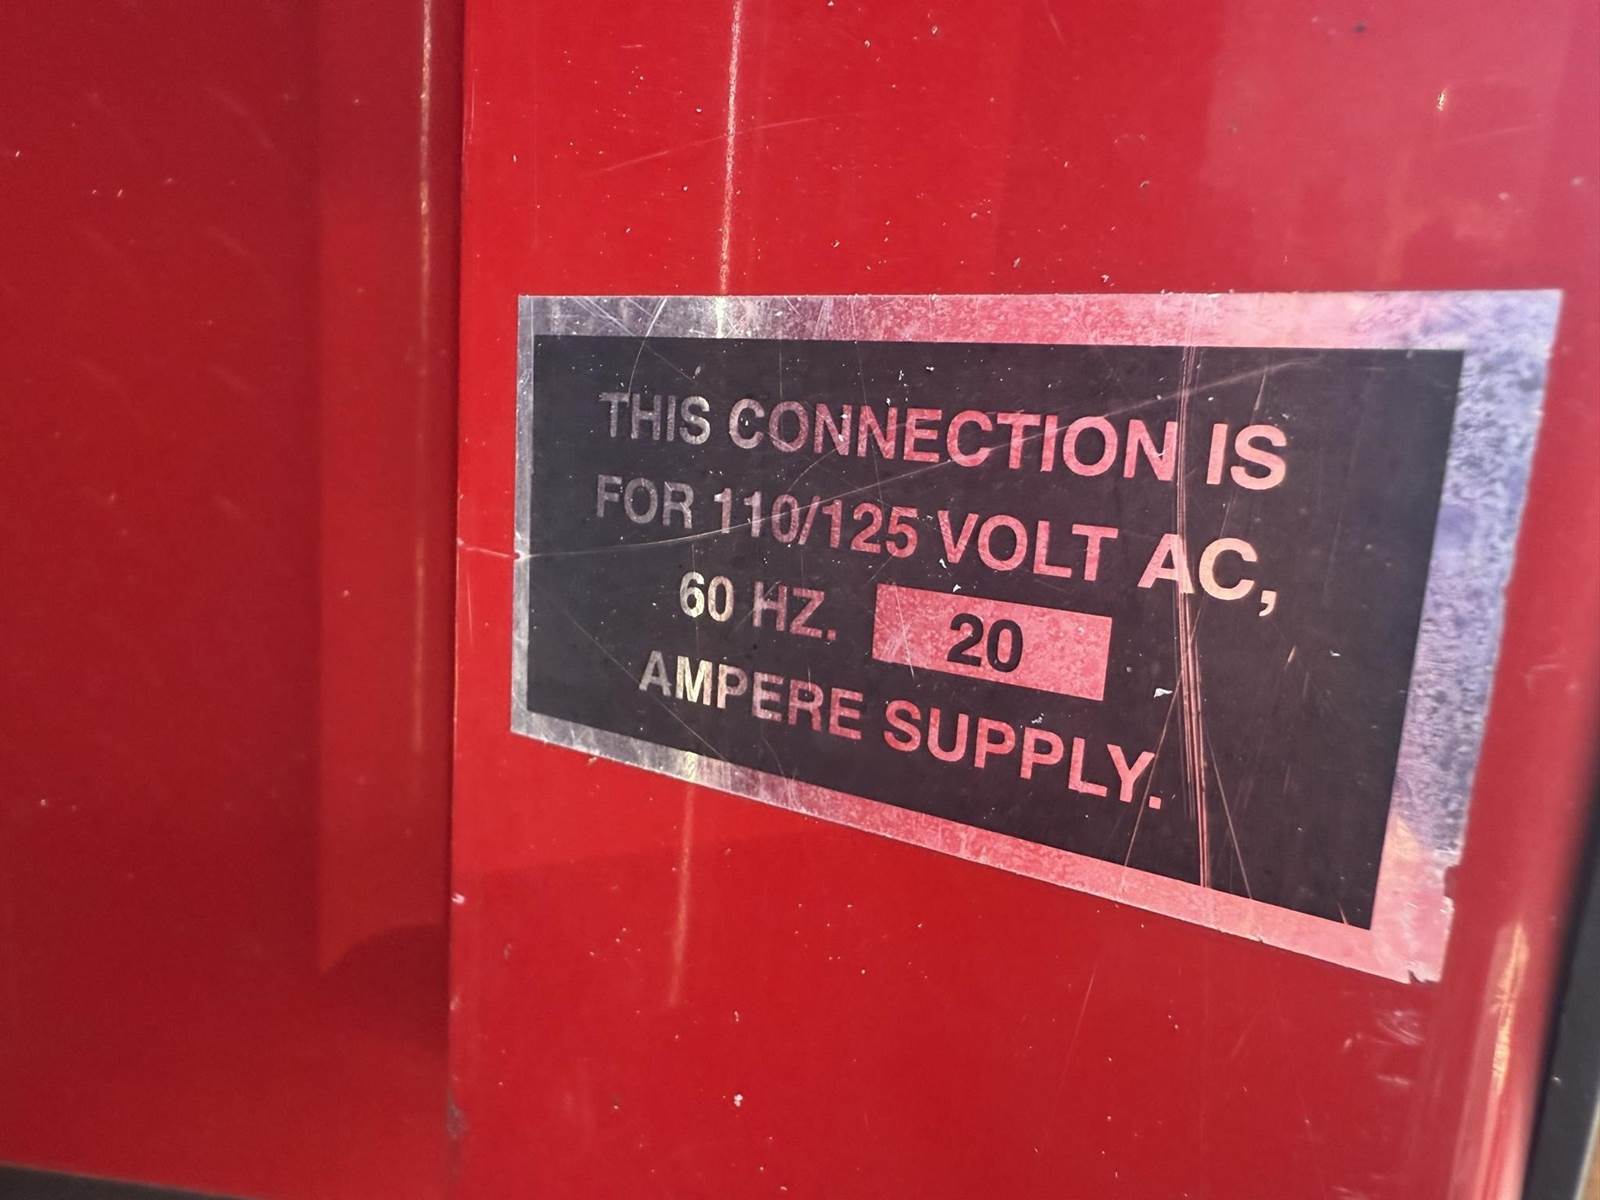 THIS CONNECTION IS
FOR 110/125 VOLT AC,
60 HZ. 20
AMPERE SUPPLY.